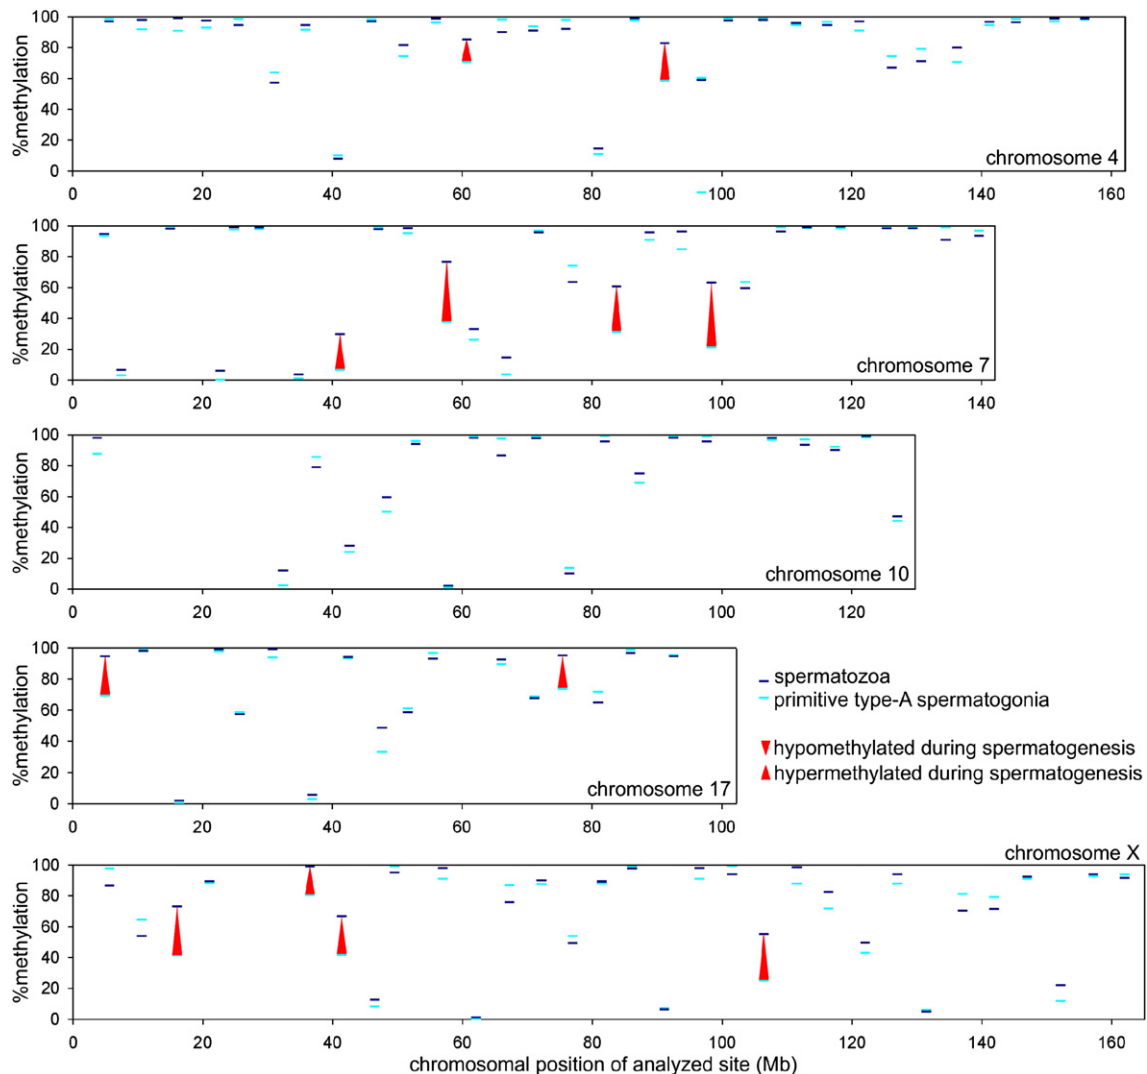 %methylation
100
80
60
40
20
0
chromosome 4
0 20 40 60 80 100 120 140 160
%methylation
100
80
60
40
20
0
chromosome 7
0 20 40 60 80 100 120 140
%methylation
100
80
60
40
20
0
chromosome 10
0 20 40 60 80 100 120
%methylation
100
80
60
40
20
0
chromosome 17
0 20 40 60 80 100
spermatozoa
primitive type-A spermatogonia
hypomethylated during spermatogenesis
hypermethylated during spermatogenesis
chromosome X
%methylation
100
80
60
40
20
0
0 20 40 60 80 100 120 140 160
chromosomal position of analyzed site (Mb)